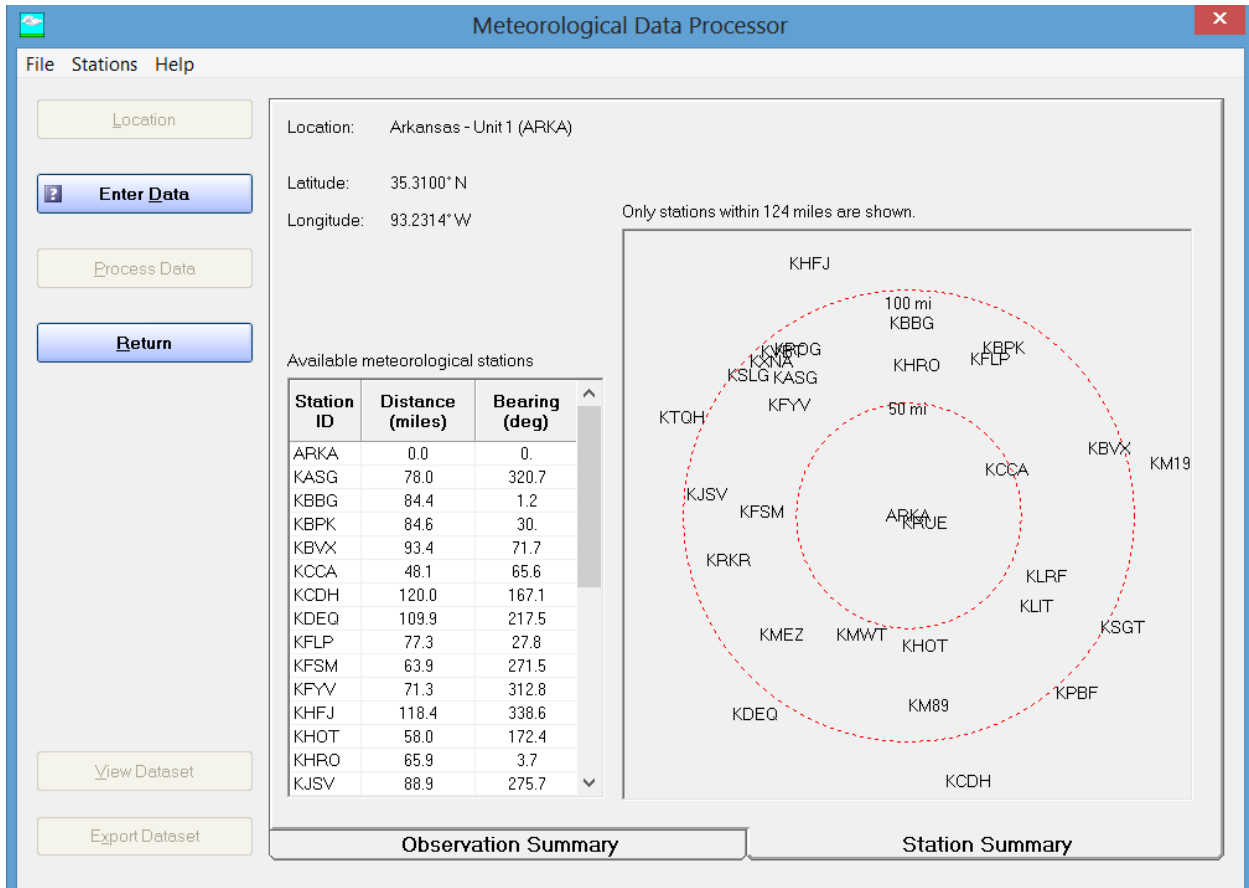 Meteorological Data Processor
File Stations Help
Location
Enter Data
Process Data
Return
View Dataset
Export Dataset
Location: Arkansas - Unit 1 (ARKA)
Latitude: 35.3100° N
Longitude: 93.2314° W
Available meteorological stations
Station ID Distance (miles) Bearing (deg)
ARKA 0.0 0.
KASG 78.0 320.7
KBBG 84.4 1.2
KBPK 84.6 30.
KBVX 93.4 71.7
KCCA 48.1 65.6
KCDH 120.0 167.1
KDEQ 109.9 217.5
KFLP 77.3 27.8
KFSM 63.9 271.5
KFYV 71.3 312.8
KHFJ 118.4 338.6
KHOT 58.0 172.4
KHRO 65.9 3.7
KJSV 88.9 275.7
Only stations within 124 miles are shown.
KHFJ
100 mi
KBBG
KROG
KBPK
KXNA
KHRO
KFLP
KSLG
KASG
KFYV
50 mi
KTQH
KBVX
KM19
KCCA
KJSV
KFSM
ARKA
KRUE
KRKR
KLRF
KLIT
KMEZ
KMWT
KHOT
KSGT
KPBF
KM89
KDEQ
KCDH
Observation Summary
Station Summary